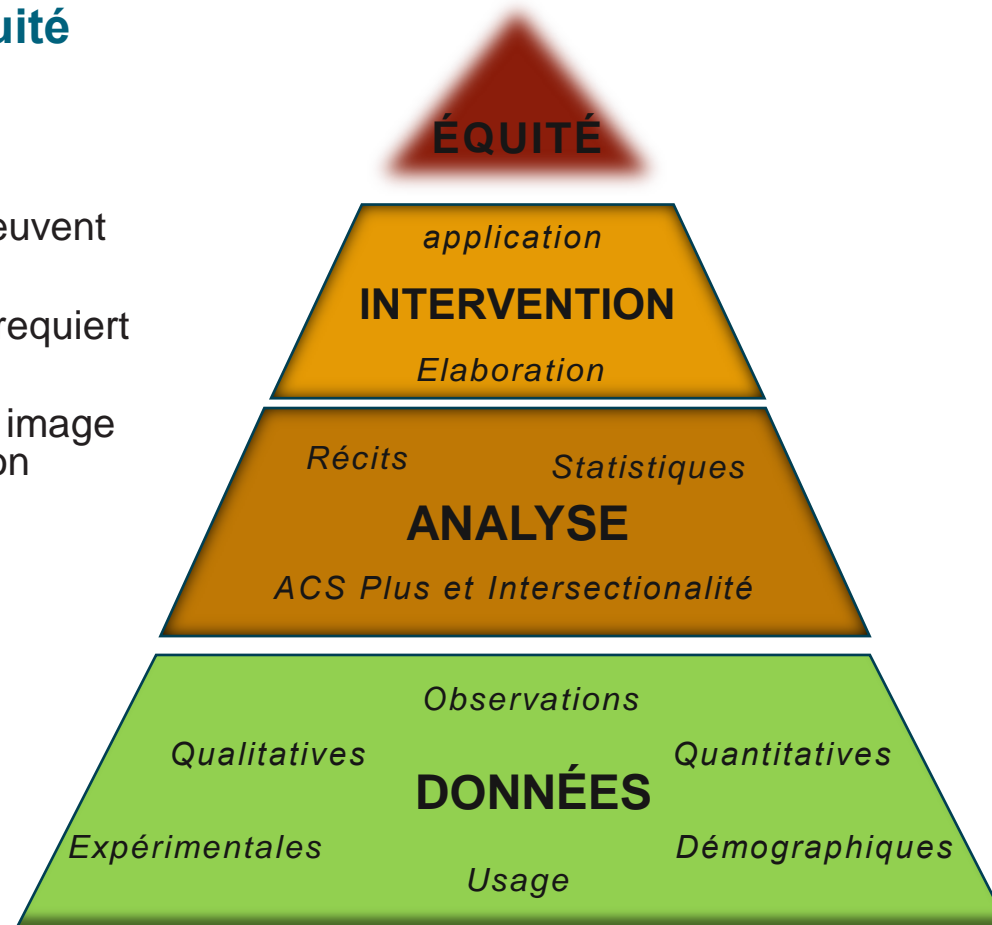 uité
euvent
requiert
image
on
ÉQUITÉ
application
INTERVENTION
Elaboration
Récits Statistiques
ANALYSE
ACS Plus et Intersectionalité
Observations
Qualitatives Quantitatives
DONNÉES
Expérimentales Démographiques
Usage